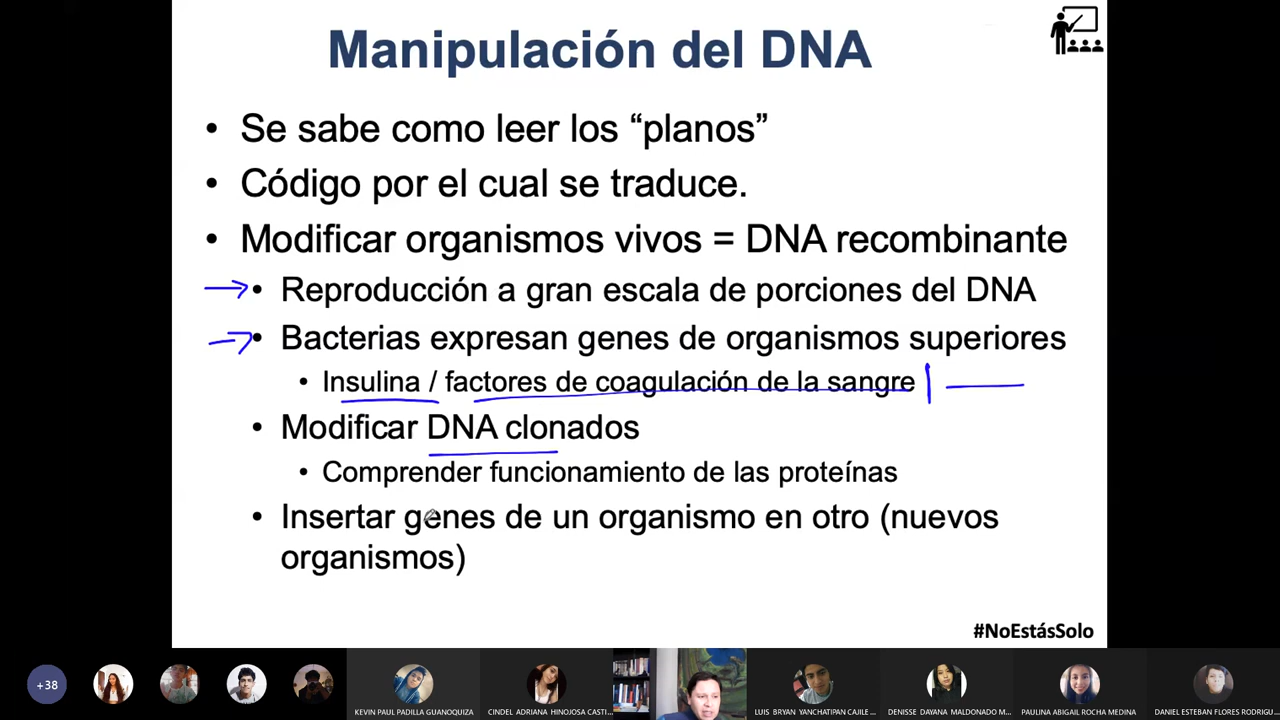 Manipulación del DNA
• Se sabe como leer los “planos”
• Código por el cual se traduce.
• Modificar organismos vivos = DNA recombinante
• Reproducción a gran escala de porciones del DNA
• Bacterias expresan genes de organismos superiores
• Insulina / factores de coagulación de la sangre
• Modificar DNA clonados
• Comprender funcionamiento de las proteínas
• Insertar genes de un organismo en otro (nuevos
organismos)
#NoEstásSolo
+38
KEVIN PAUL PADILLA GUANOQUIZA
CINDEL ADRIANA HINOJOSA CASTI...
LUIS BRYAN YANCHATIPAN CAJILE...
DENISSE DAYANA MALDONADO M...
PAULINA ABIGAIL ROCHA MEDINA
DANIEL ESTEBAN FLORES RODRIGU